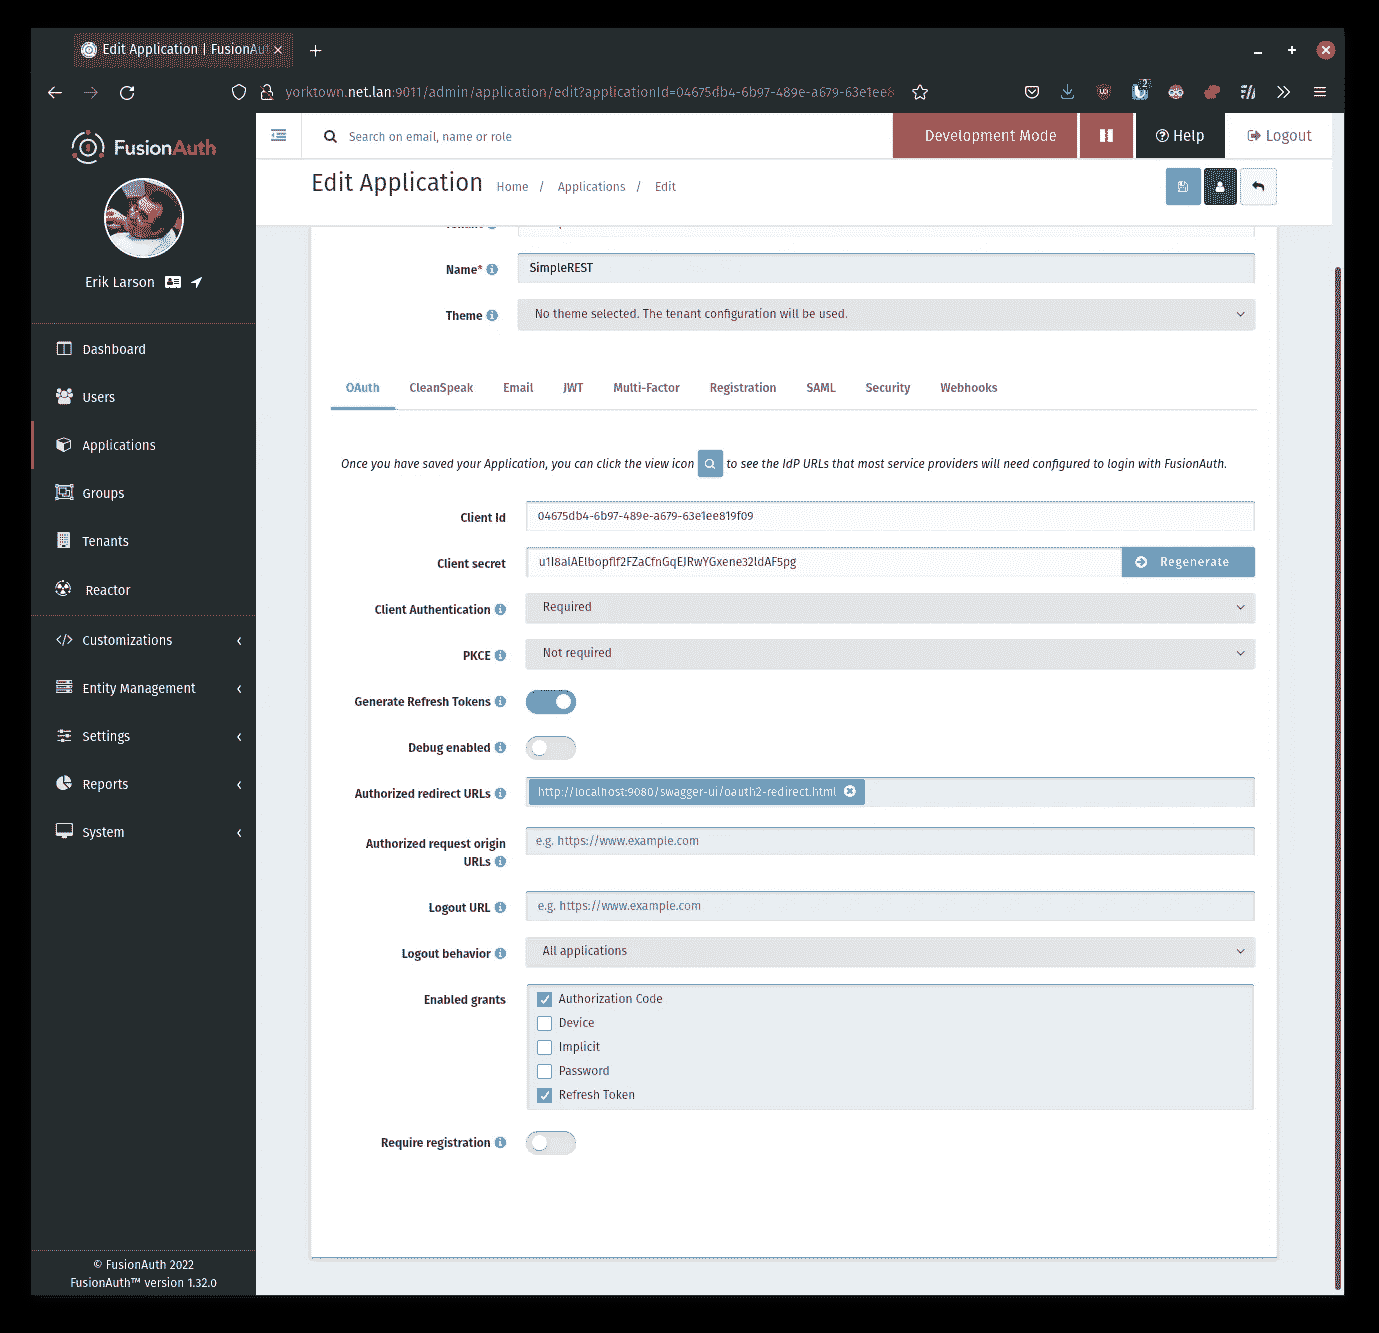 Edit Application | FusionAut
yorktown.net.lan:9011/admin/application/edit?applicationId=04675db4-6b97-489e-a679-63e1ee8
2
FusionAuth
Search on email, name or role
Development Mode
Help
Logout
Edit Application
Home / Applications / Edit
Erik Larson
Dashboard
Users
Applications
Groups
Tenants
Reactor
Customizations
Entity Management
Settings
Reports
System
© FusionAuth 2022
FusionAuth™ version 1.32.0
Name* SimpleREST
Theme No theme selected. The tenant configuration will be used.
OAuth CleanSpeak Email JWT Multi-Factor Registration SAML Security Webhooks
Once you have saved your Application, you can click the view icon to see the IdP URLs that most service providers will need configured to login with FusionAuth.
Client Id 04675db4-6b97-489e-a679-63e1ee819f09
Client secret Regenerate
Client Authentication Required
PKCE Not required
Generate Refresh Tokens
Debug enabled
Authorized redirect URLs http://localhost:9080/swagger-ui/oauth2-redirect.html
Authorized request origin
URLs e.g. https://www.example.com
Logout URL e.g. https://www.example.com
Logout behavior All applications
Enabled grants Authorization Code
Device
Implicit
Password
Refresh Token
Require registration